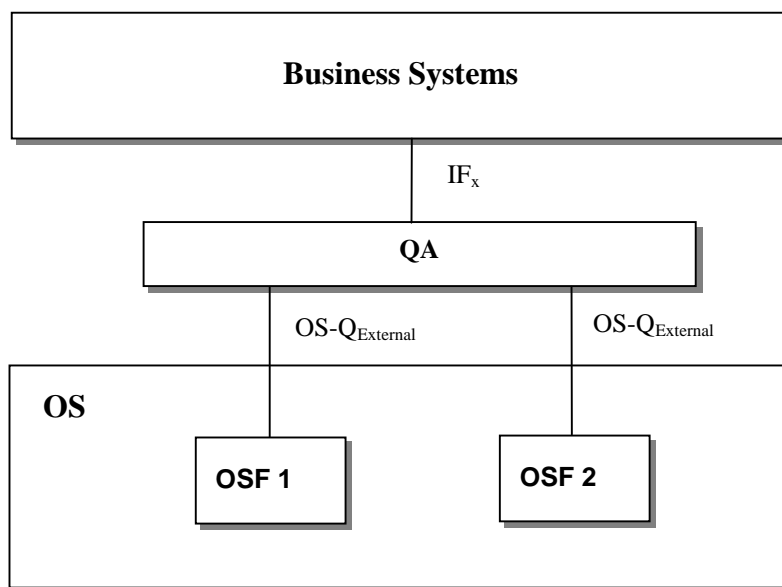 Business Systems
IFx
QA
OS-QExternal
OS-QExternal
OS
OSF 1
OSF 2